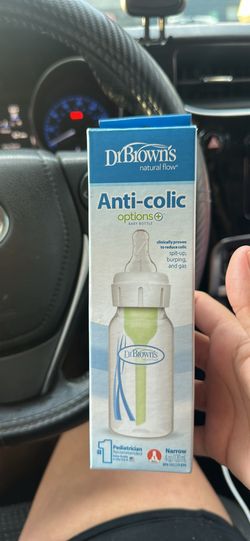 Dr Brown's
natural flow®
Anti-colic
options+
BABY BOTTLE
clinically proven
to reduce colic
spit-up,
burping,
and gas
Dr Brown's
#1
Pediatrician
Recommended
Narrow